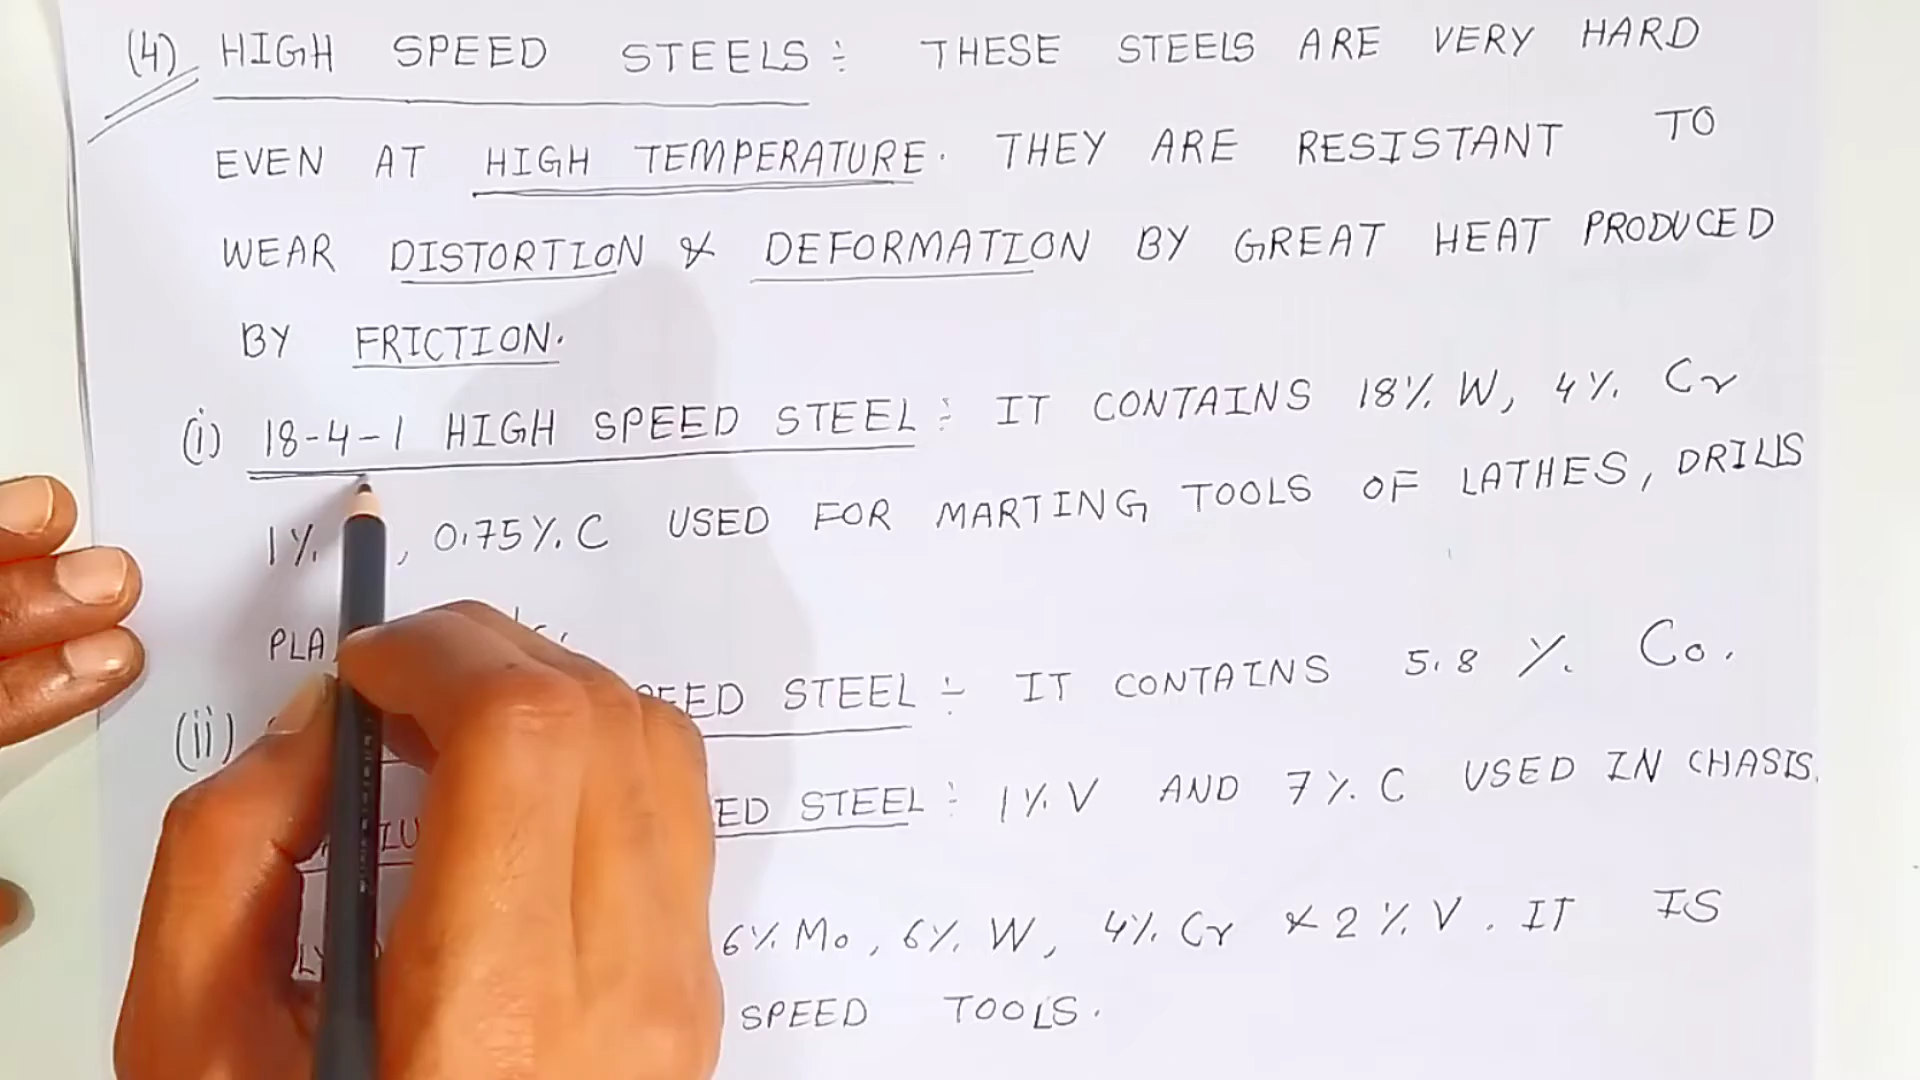 (4) HIGH SPEED STEELS :- THESE STEELS ARE VERY HARD
EVEN AT HIGH TEMPERATURE. THEY ARE RESISTANT TO
WEAR DISTORTION & DEFORMATION BY GREAT HEAT PRODUCED
BY FRICTION.
(i) 18-4-1 HIGH SPEED STEEL :- IT CONTAINS 18% W, 4% Cr
1% , 0.75% C USED FOR MARTING TOOLS OF LATHES, DRILLS
(ii) STEEL :- IT CONTAINS 5.8 % Co.
STEEL :- 1% V AND 7% C USED IN CHASIS.
6% Mo, 6% W, 4% Cr & 2% V. IT IS
SPEED TOOLS.